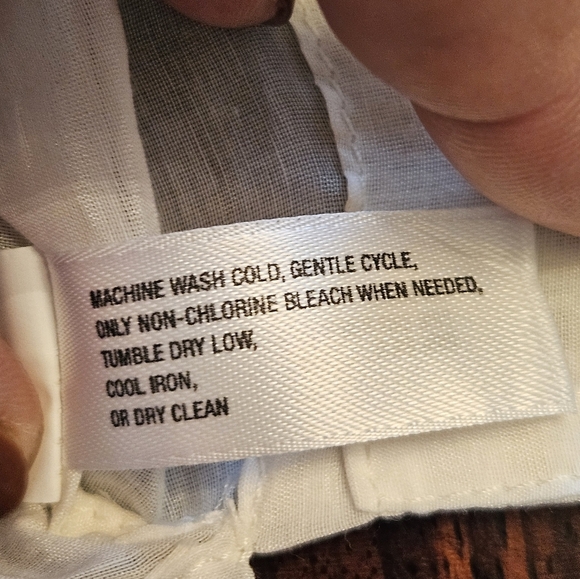 MACHINE WASH COLD, GENTLE CYCLE,
ONLY NON-CHLORINE BLEACH WHEN NEEDED,
TUMBLE DRY LOW,
COOL IRON,
OR DRY CLEAN